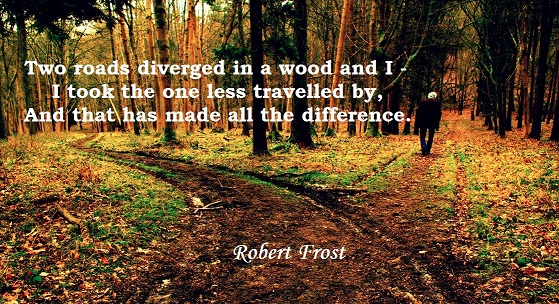 Two roads diverged in a wood and I -
I took the one less travelled by,
And that has made all the difference.
Robert Frost